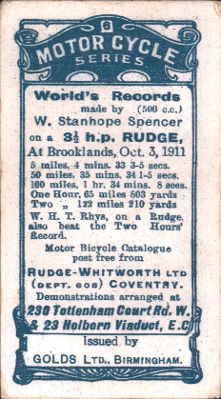 6
MOTOR CYCLE
SERIES
World's Records
made by (500 c.c.)
W. Stanhope Spencer
on a 3½ h.p. RUDGE,
At Brooklands, Oct. 3, 1911
5 miles, 4 mins. 33 3-5 secs.
50 miles, 35 mins. 34 1-5 secs.
100 miles, 1 hr. 34 mins. 8 secs.
One Hour, 65 miles 803 yards
Two „ 122 miles 210 yards
W. H. T. Rhys, on a Rudge,
also beat the Two Hours'
Record.
Motor Bicycle Catalogue
post free from
RUDGE-WHITWORTH LTD
(DEPT. 608) COVENTRY.
Demonstrations arranged at
230 Tottenham Court Rd. W.
& 23 Holborn Viaduct, E.C
Issued by
GOLDS LTD., BIRMINGHAM.